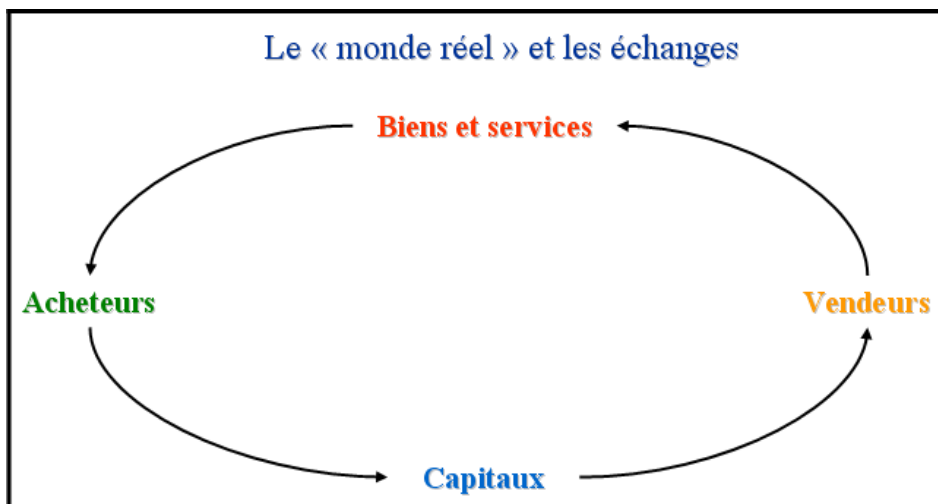 Le « monde réel » et les échanges
Biens et services
Acheteurs
Vendeurs
Capitaux